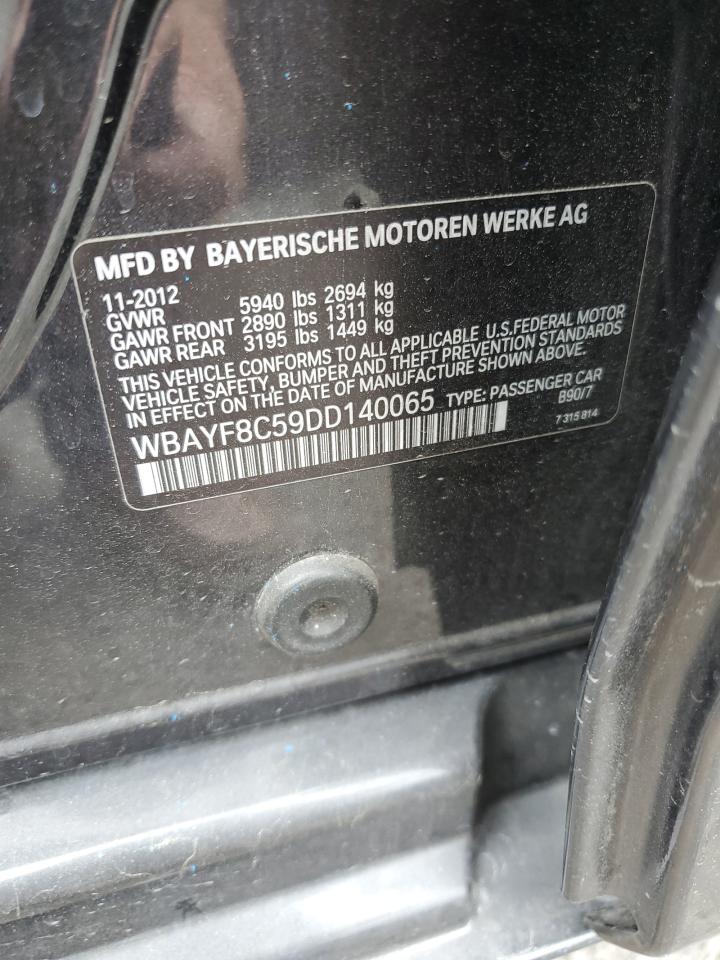 MFD BY BAYERISCHE MOTOREN WERKE AG
11-2012
GVWR 5940 lbs 2694 kg
GAWR FRONT 2890 lbs 1311 kg
GAWR REAR 3195 lbs 1449 kg
THIS VEHICLE CONFORMS TO ALL APPLICABLE U.S.FEDERAL MOTOR
VEHICLE SAFETY, BUMPER AND THEFT PREVENTION STANDARDS
IN EFFECT ON THE DATE OF MANUFACTURE SHOWN ABOVE.
WBAYF8C59DD140065 TYPE: PASSENGER CAR
B90/7
7 315 814